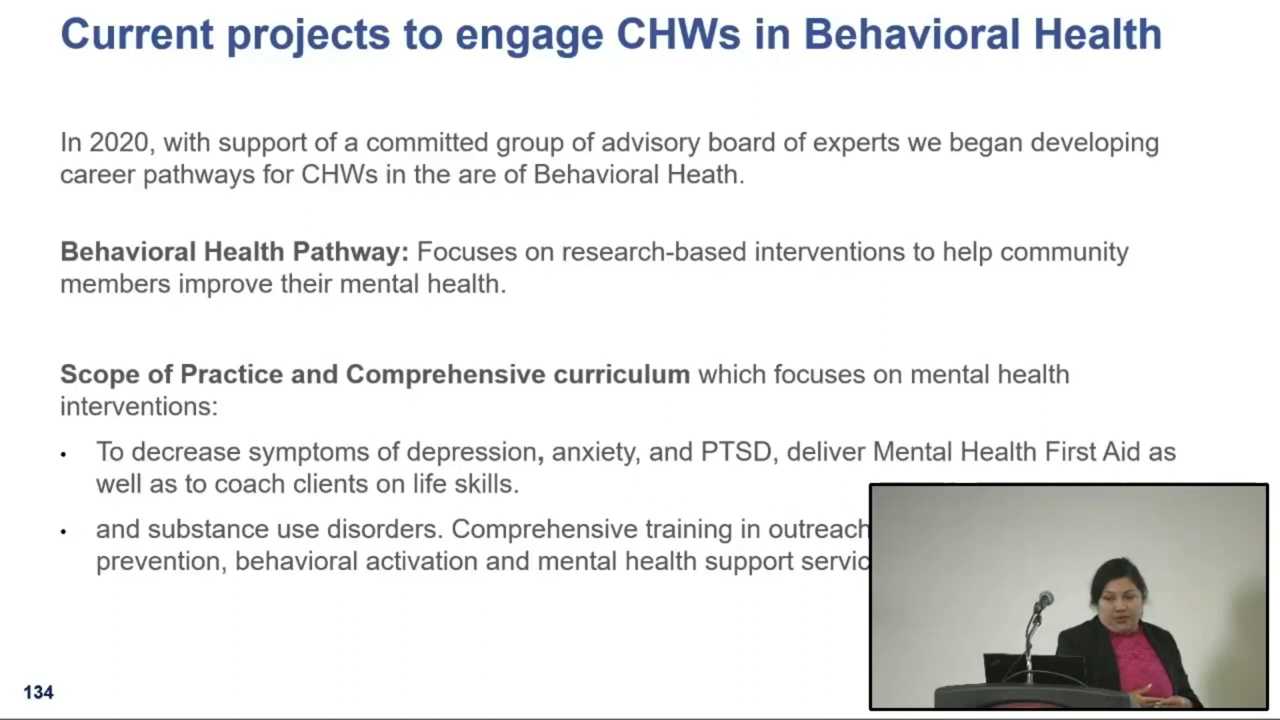 Current projects to engage CHWs in Behavioral Health
In 2020, with support of a committed group of advisory board of experts we began developing
career pathways for CHWs in the are of Behavioral Heath.
Behavioral Health Pathway: Focuses on research-based interventions to help community
members improve their mental health.
Scope of Practice and Comprehensive curriculum which focuses on mental health
interventions:
• To decrease symptoms of depression, anxiety, and PTSD, deliver Mental Health First Aid as
well as to coach clients on life skills.
• and substance use disorders. Comprehensive training in outreach
prevention, behavioral activation and mental health support
134